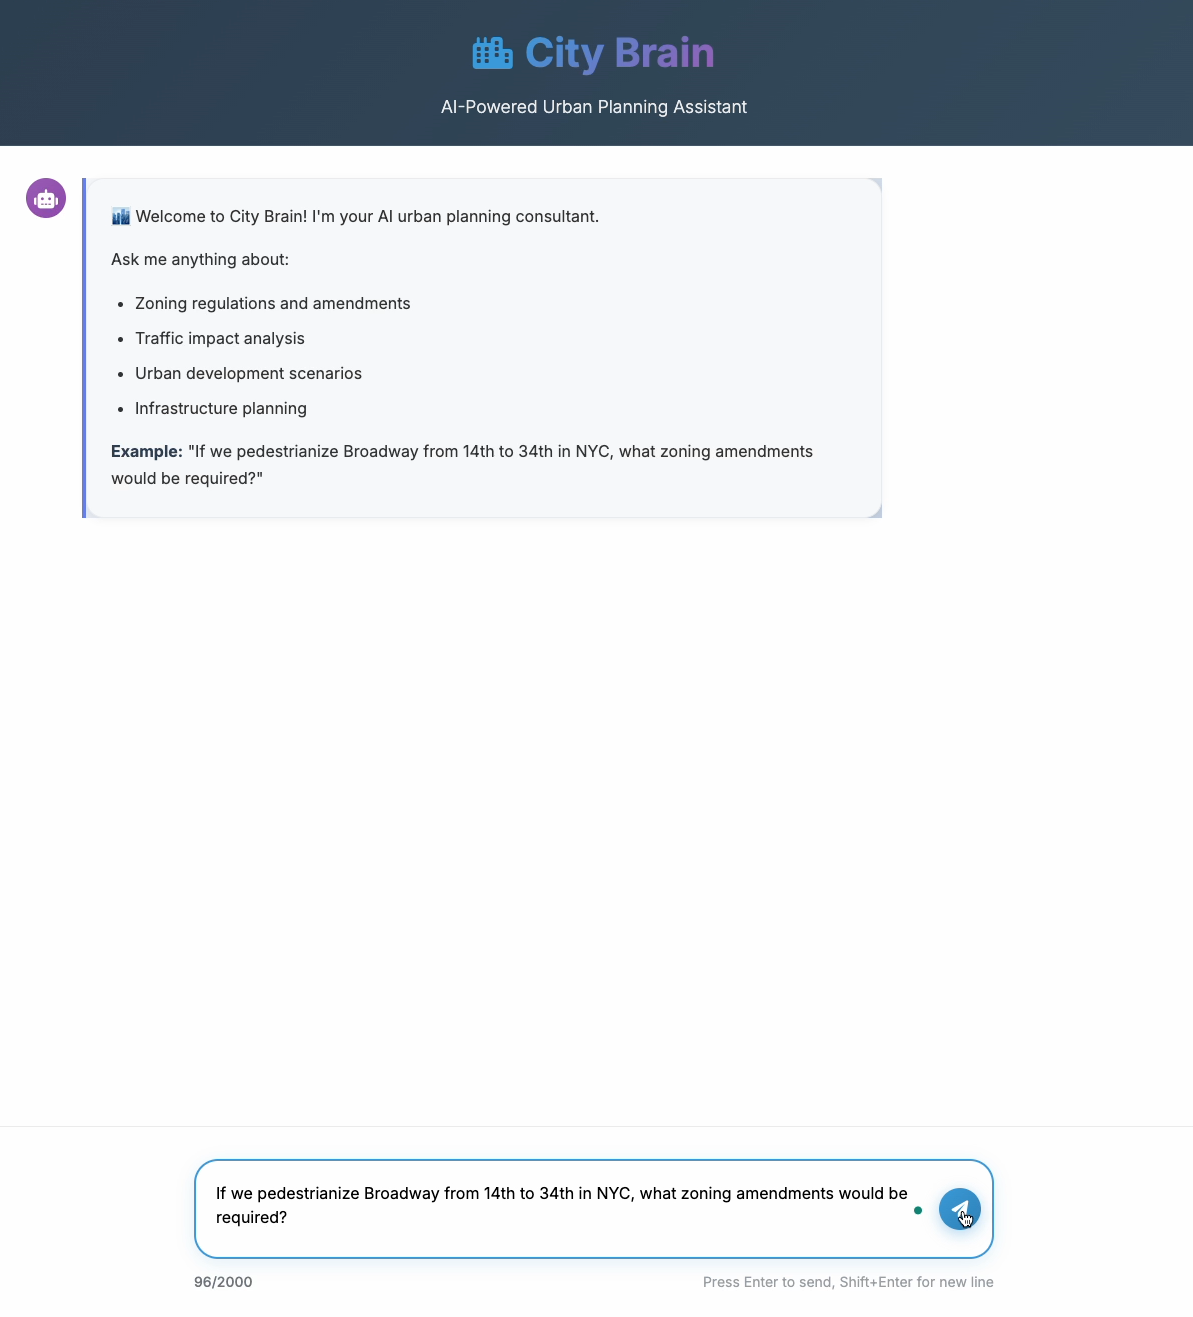 City Brain
AI-Powered Urban Planning Assistant
Welcome to City Brain! I'm your AI urban planning consultant.
Ask me anything about:
• Zoning regulations and amendments
• Traffic impact analysis
• Urban development scenarios
• Infrastructure planning
Example: "If we pedestrianize Broadway from 14th to 34th in NYC, what zoning amendments
would be required?"
If we pedestrianize Broadway from 14th to 34th in NYC, what zoning amendments would be
required?
96/2000
Press Enter to send, Shift+Enter for new line